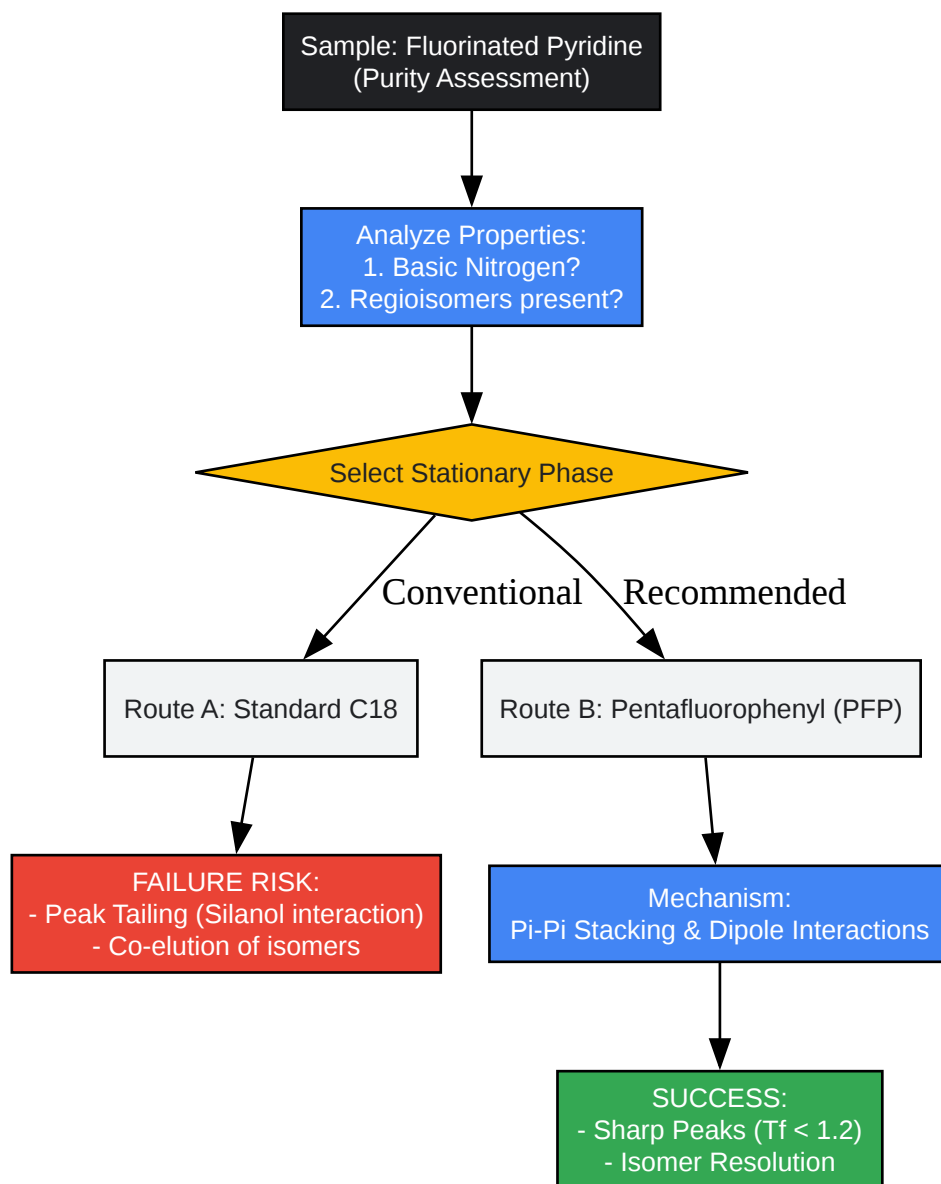 Sample: Fluorinated Pyridine
(Purity Assessment)
Analyze Properties:
1. Basic Nitrogen?
2. Regioisomers present?
Select Stationary Phase
Conventional
Recommended
Route A: Standard C18
Route B: Pentafluorophenyl (PFP)
FAILURE RISK:
- Peak Tailing (Silanol interaction)
- Co-elution of isomers
Mechanism:
Pi-Pi Stacking & Dipole Interactions
SUCCESS:
- Sharp Peaks (Tf < 1.2)
- Isomer Resolution